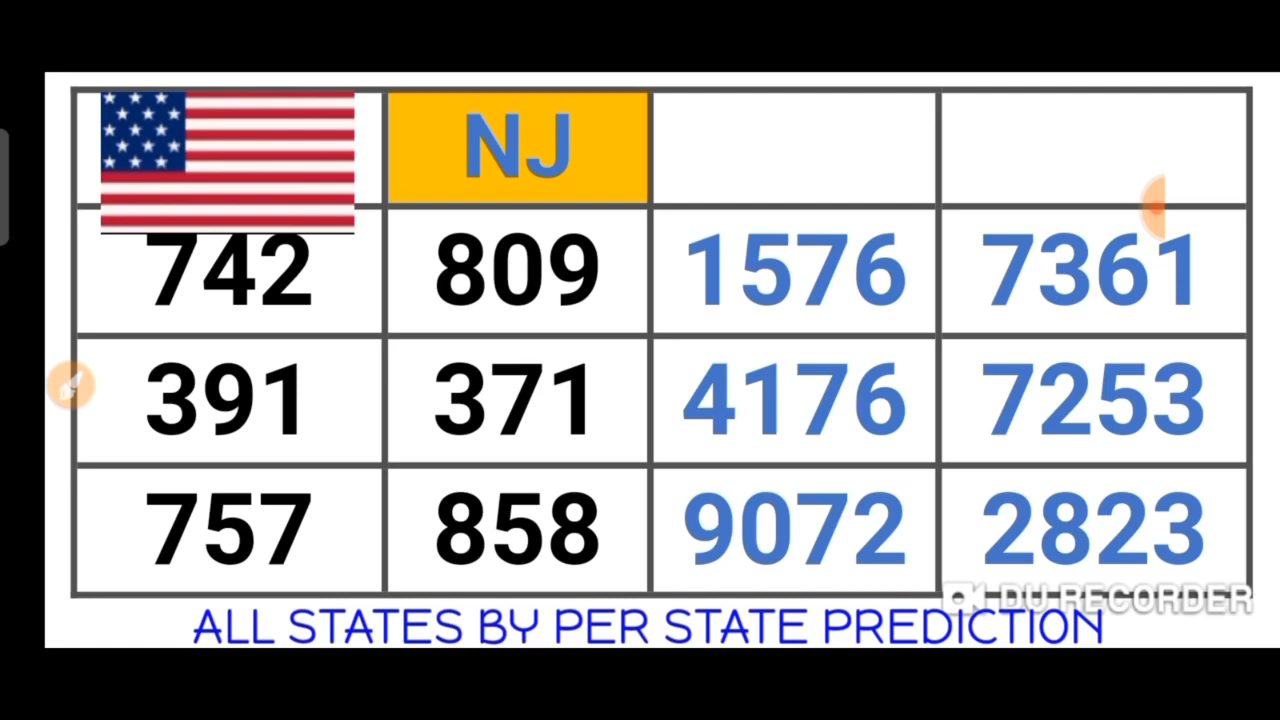 NJ
742 809 1576 7361
391 371 4176 7253
757 858 9072 2823
DU RECORDER
ALL STATES BY PER STATE PREDICTION